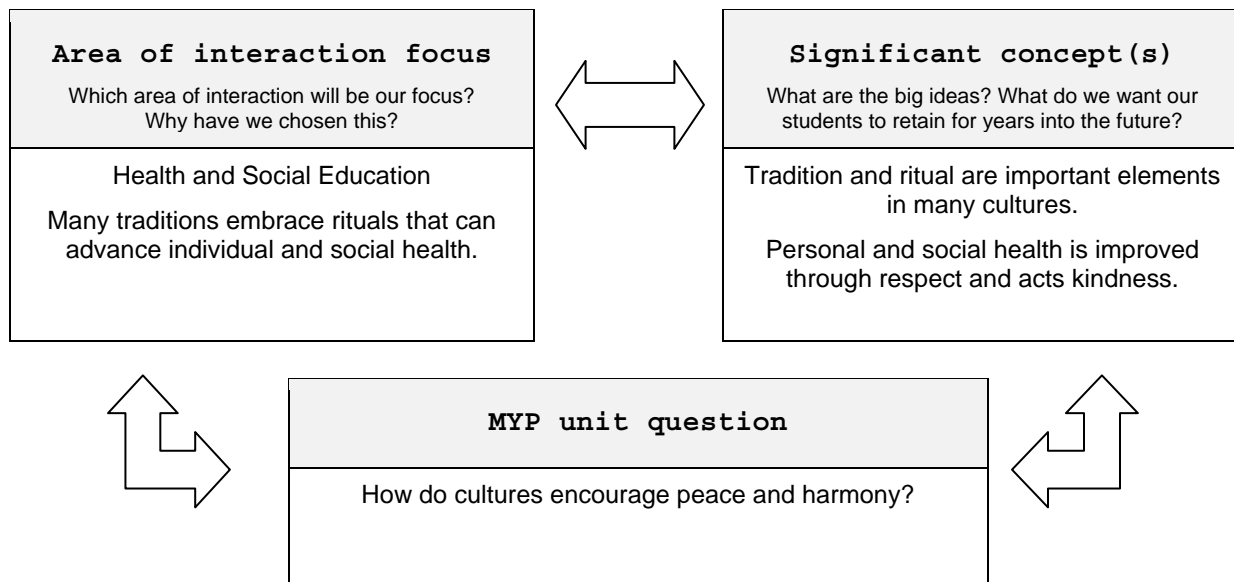 Area of interaction focus
Which area of interaction will be our focus?
Why have we chosen this?
Health and Social Education
Many traditions embrace rituals that can
advance individual and social health.
Significant concept(s)
What are the big ideas? What do we want our
students to retain for years into the future?
Tradition and ritual are important elements
in many cultures.
Personal and social health is improved
through respect and acts kindness.
MYP unit question
How do cultures encourage peace and harmony?